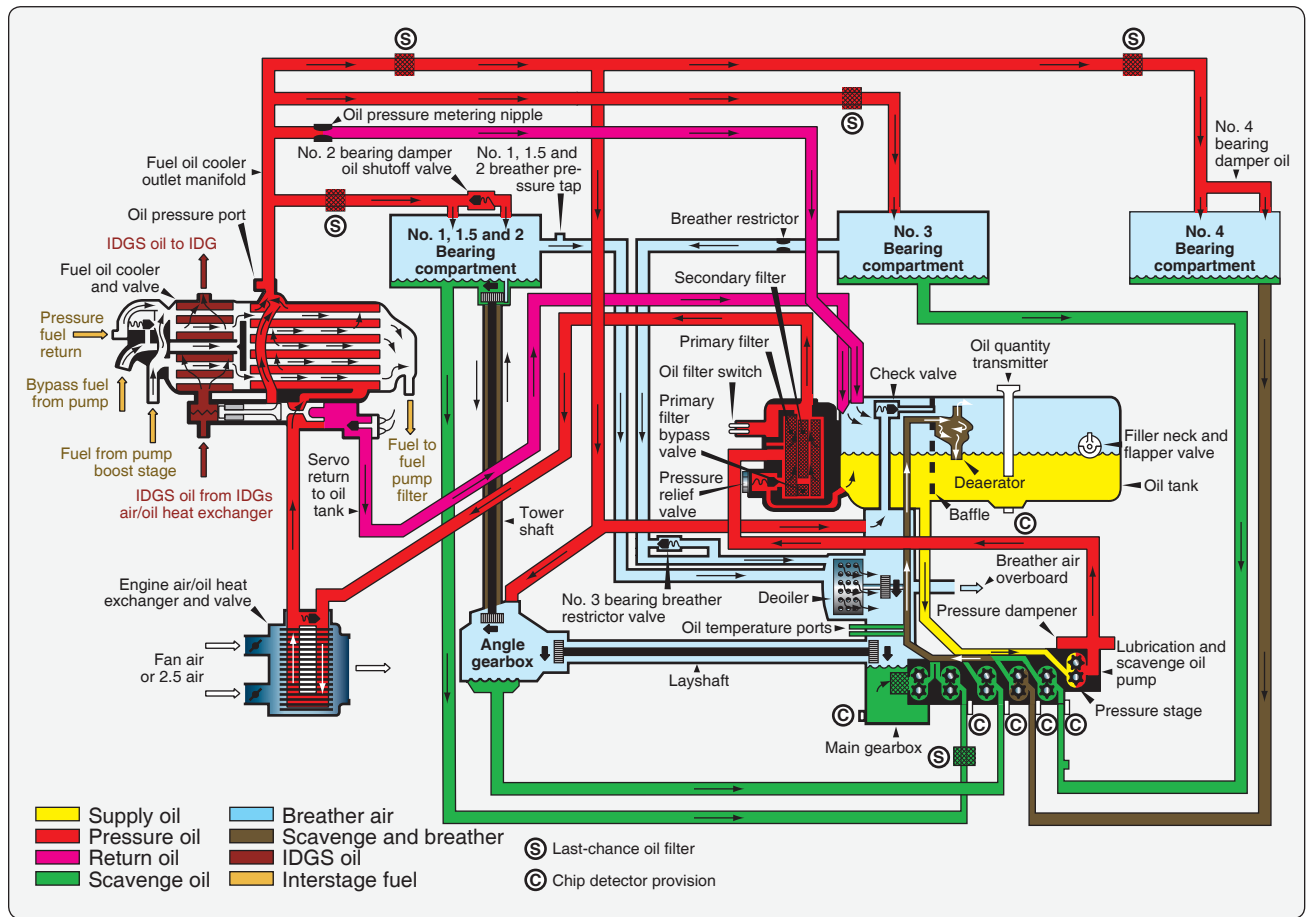 S
S
Oil pressure metering nipple
S
No. 4
bearing
damper oil
No. 2 bearing damper
oil shutoff valve
No. 1, 1.5 and
2 breather pre-
ssure tap
Fuel oil cooler
outlet manifold
S
Oil pressure port
Breather restrictor
IDGS oil to IDG
No. 1, 1.5 and 2
Bearing
compartment
No. 3
Bearing
compartment
No. 4
Bearing
compartment
Fuel oil cooler
and valve
Secondary filter
Pressure
fuel
return
Primary filter
Oil quantity
transmitter
Oil filter switch
Check valve
Bypass fuel
from pump
Primary
filter
bypass
valve
Filler neck and
flapper valve
Fuel from pump
boost stage
Servo
return
to oil
tank
Fuel to
fuel
pump
filter
Pressure
relief
valve
Deaerator
Oil tank
IDGS oil from IDGs
air/oil heat exchanger
Baffle
C
Tower
shaft
Engine air/oil heat
exchanger and valve
Breather air
overboard
No. 3 bearing breather
restrictor valve
Deoiler
Pressure dampener
Oil temperature ports
Angle
gearbox
Lubrication and
scavenge oil
pump
Fan air
or 2.5 air
Layshaft
Pressure stage
C
C
C
C
C
Main gearbox
S
Supply oil
Pressure oil
Return oil
Scavenge oil
Breather air
Scavenge and breather
IDGS oil
Interstage fuel
S Last-chance oil filter
C Chip detector provision